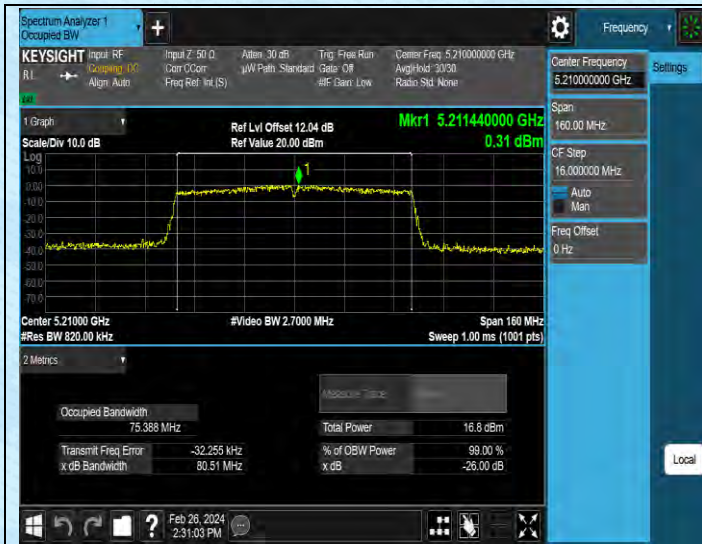 Spectrum Analyzer 1
Occupied BW
+
Frequency
KEYSIGHT
RL
Input: RF
Coupling: DC
Align: Auto
Input Z: 50 Ω
Corr CCorr
Freq Ref: Int (S)
Atten: 30 dB
µW Path: Standard
Trig: Free Run
Gate: Off
#IF Gain: Low
Center Freq: 5.210000000 GHz
Avg|Hold: 30/30
Radio Std: None
Center Frequency
5.210000000 GHz
Settings
Span
160.00 MHz
CF Step
16.000000 MHz
Auto
Man
Freq Offset
0 Hz
1 Graph
Scale/Div 10.0 dB
Ref Lvl Offset 12.04 dB
Ref Value 20.00 dBm
Mkr1 5.211440000 GHz
0.31 dBm
Log
10.0
0.00
-10.0
-20.0
-30.0
-40.0
-50.0
-60.0
-70.0
1
Center 5.21000 GHz
#Res BW 820.00 kHz
#Video BW 2.7000 MHz
Span 160 MHz
Sweep 1.00 ms (1001 pts)
2 Metrics
Measure Trace
Occupied Bandwidth
75.388 MHz
Total Power 16.8 dBm
Transmit Freq Error -32.255 kHz
% of OBW Power 99.00 %
x dB Bandwidth 80.51 MHz
x dB -26.00 dB
Local
?
Feb 26, 2024
2:31:03 PM